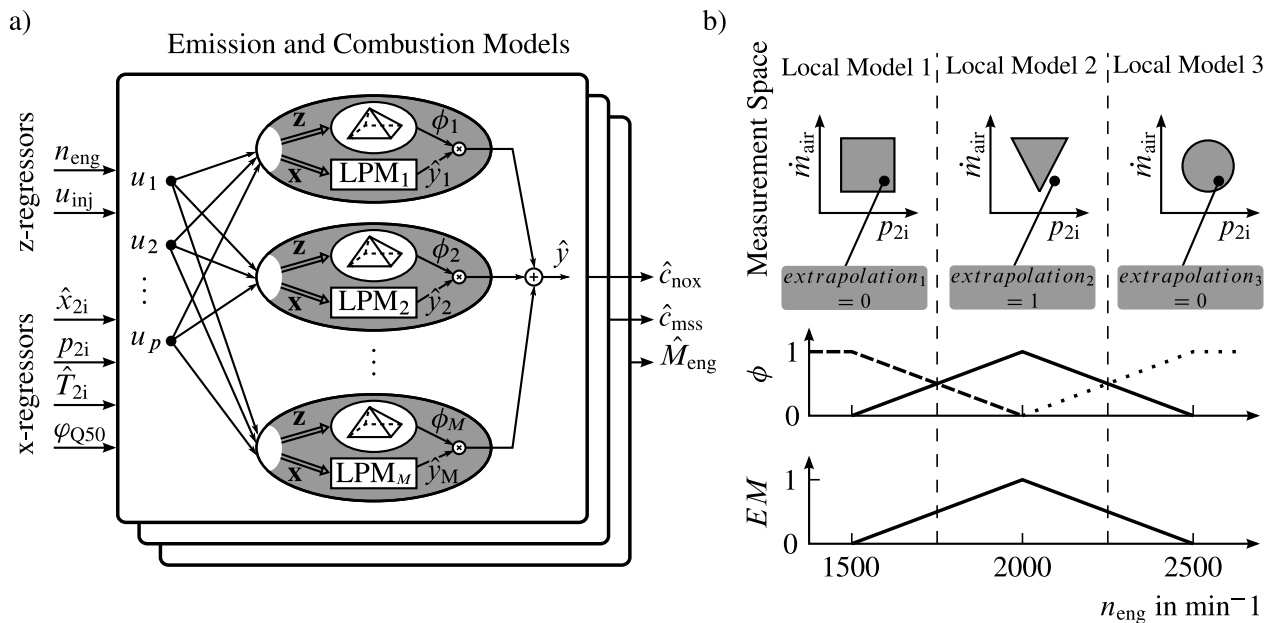 a)
Emission and Combustion Models
z-regressors
n_eng
u_inj
x-regressors
x̂_2i
p_2i
T̂_2i
φ_Q50
u_1
u_2
⋮
u_p
z
ϕ_1
x
LPM_1
ŷ_1
×
z
ϕ_2
x
LPM_2
ŷ_2
×
⋮
z
ϕ_M
x
LPM_M
ŷ_M
×
+
ŷ
ĉ_nox
ĉ_mss
M̂_eng
b)
Measurement Space
Local Model 1
Local Model 2
Local Model 3
ṁ_air
p_2i
ṁ_air
p_2i
ṁ_air
p_2i
extrapolation_1
= 0
extrapolation_2
= 1
extrapolation_3
= 0
ϕ
1
0
EM
1
0
1500
2000
2500
n_eng in min−1